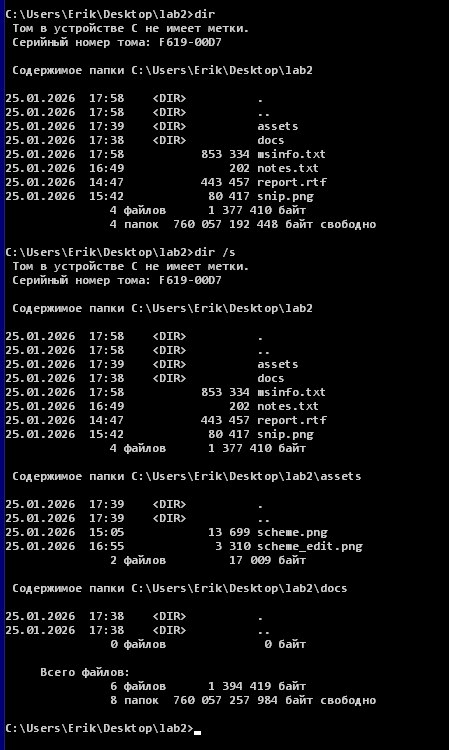 C:\Users\Erik\Desktop\lab2>dir
Том в устройстве C не имеет метки.
Серийный номер тома: F619-00D7
Содержимое папки C:\Users\Erik\Desktop\lab2
25.01.2026  17:58    <DIR>          .
25.01.2026  17:58    <DIR>          ..
25.01.2026  17:39    <DIR>          assets
25.01.2026  17:38    <DIR>          docs
25.01.2026  17:58           853 334 msinfo.txt
25.01.2026  16:49               202 notes.txt
25.01.2026  14:47           443 457 report.rtf
25.01.2026  15:42            80 417 snip.png
4 файлов      1 377 410 байт
4 папок  760 057 192 448 байт свободно
C:\Users\Erik\Desktop\lab2>dir /s
Том в устройстве C не имеет метки.
Серийный номер тома: F619-00D7
Содержимое папки C:\Users\Erik\Desktop\lab2
25.01.2026  17:58    <DIR>          .
25.01.2026  17:58    <DIR>          ..
25.01.2026  17:39    <DIR>          assets
25.01.2026  17:38    <DIR>          docs
25.01.2026  17:58           853 334 msinfo.txt
25.01.2026  16:49               202 notes.txt
25.01.2026  14:47           443 457 report.rtf
25.01.2026  15:42            80 417 snip.png
4 файлов      1 377 410 байт
Содержимое папки C:\Users\Erik\Desktop\lab2\assets
25.01.2026  17:39    <DIR>          .
25.01.2026  17:39    <DIR>          ..
25.01.2026  15:05            13 699 scheme.png
25.01.2026  16:55             3 310 scheme_edit.png
2 файлов         17 009 байт
Содержимое папки C:\Users\Erik\Desktop\lab2\docs
25.01.2026  17:38    <DIR>          .
25.01.2026  17:38    <DIR>          ..
0 файлов              0 байт
Всего файлов:
6 файлов      1 394 419 байт
8 папок  760 057 257 984 байт свободно
C:\Users\Erik\Desktop\lab2>